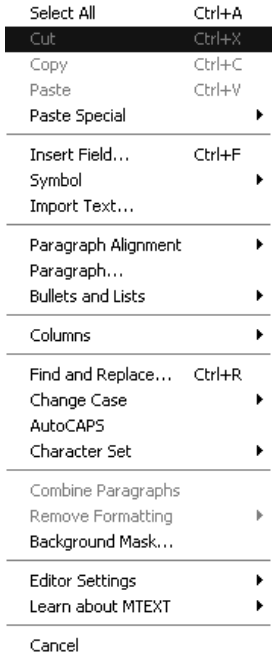 Select All Ctrl+A
Cut Ctrl+X
Copy Ctrl+C
Paste Ctrl+V
Paste Special
Insert Field... Ctrl+F
Symbol
Import Text...
Paragraph Alignment
Paragraph...
Bullets and Lists
Columns
Find and Replace... Ctrl+R
Change Case
AutoCAPS
Character Set
Combine Paragraphs
Remove Formatting
Background Mask...
Editor Settings
Learn about MTEXT
Cancel